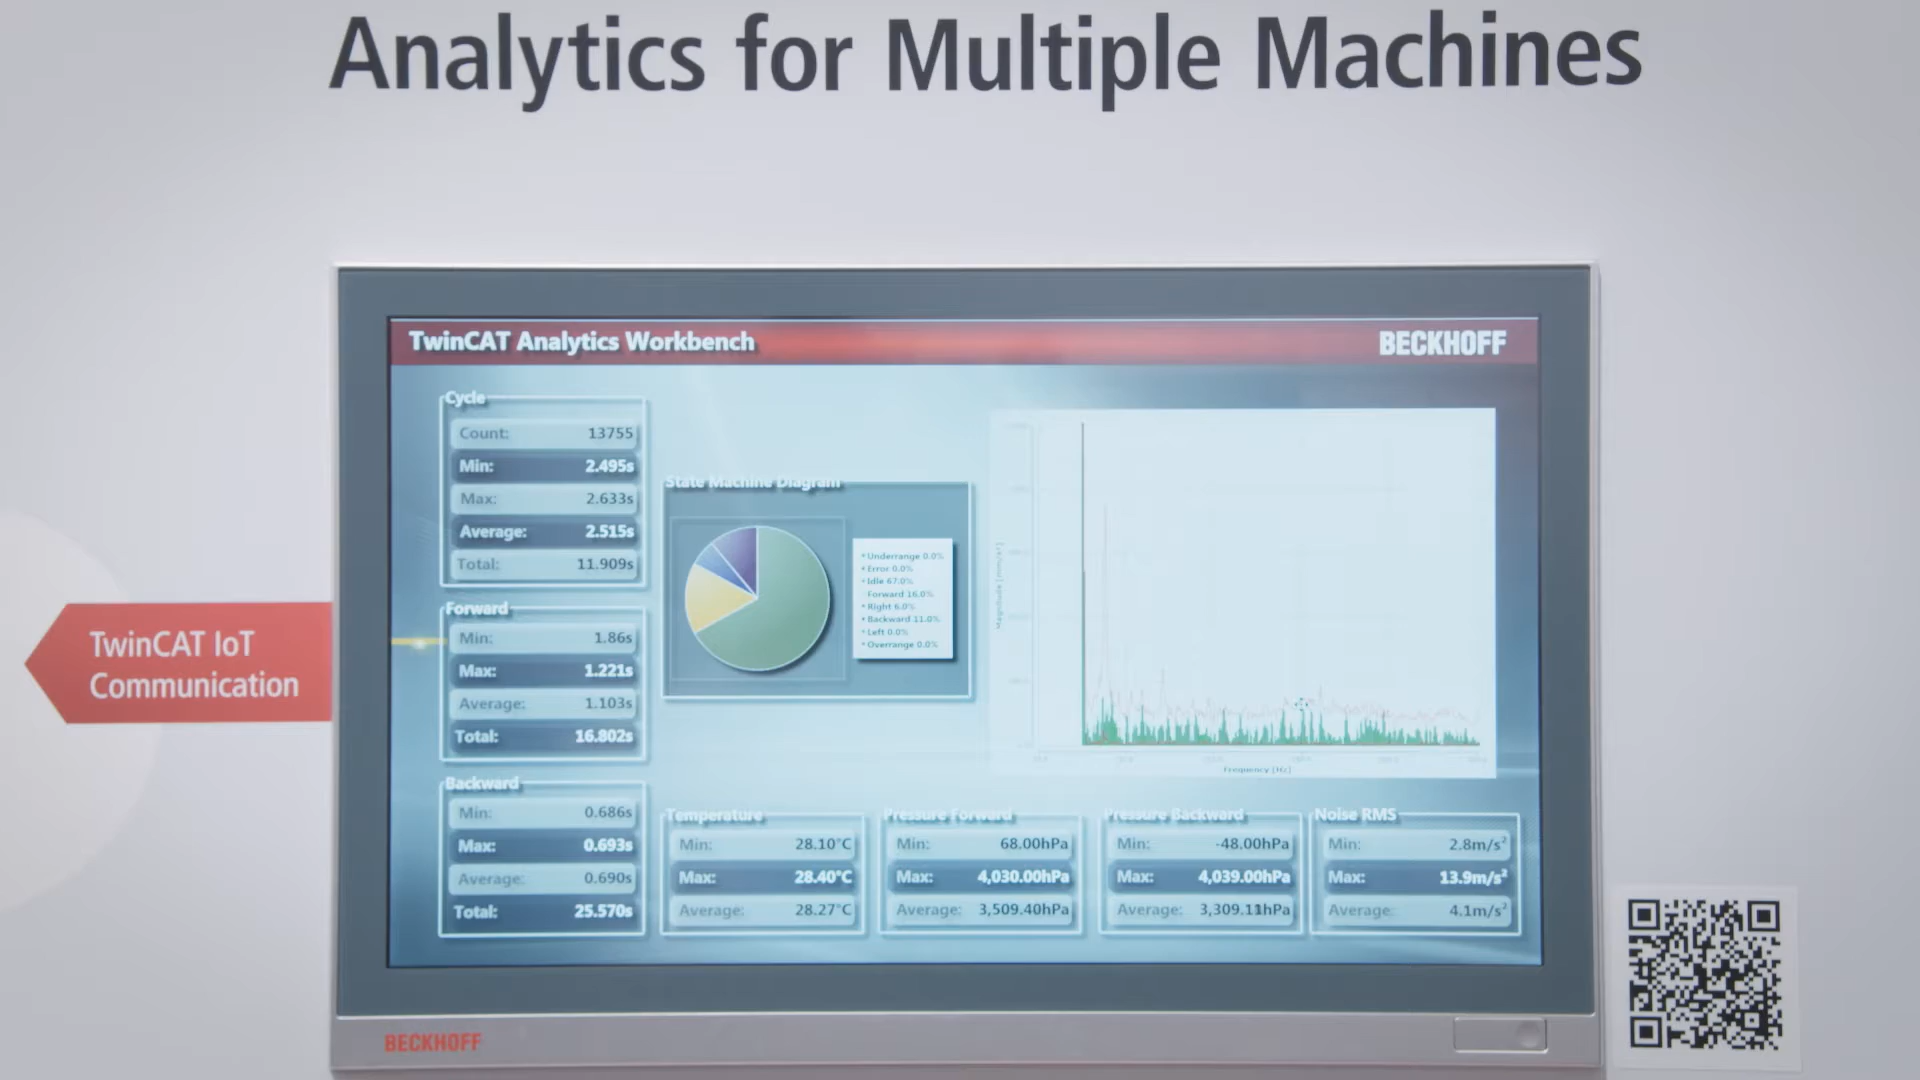 Analytics for Multiple Machines
TwinCAT Analytics Workbench
BECKHOFF
Cycle
Count: 13755
Min: 2.495s
Max: 2.633s
Average: 2.515s
Total: 11.909s
Forward
Min: 1.86s
Max: 1.221s
Average: 1.103s
Total: 16.802s
Backward
Min: 0.686s
Max: 0.693s
Average: 0.690s
Total: 25.570s
State Machine Diagram
Underrange 0.0%
Error 0.0%
Idle 67.0%
Forward 16.0%
Right 6.0%
Backward 11.0%
Left 0.0%
Overrange 0.0%
Frequency [Hz]
Temperature
Min: 28.10°C
Max: 28.40°C
Average: 28.27°C
Pressure Forward
Min: 68.00hPa
Max: 4,030.00hPa
Average: 3,509.40hPa
Pressure Backward
Min: -48.00hPa
Max: 4,039.00hPa
Average: 3,309.11hPa
Noise RMS
Min: 2.8m/s²
Max: 13.9m/s²
Average: 4.1m/s²
TwinCAT IoT
Communication
BECKHOFF